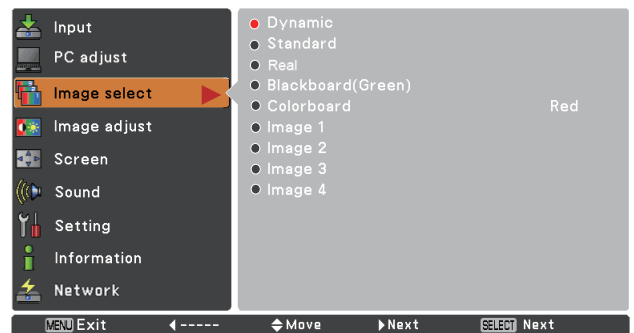 Input
PC adjust
Image select
Image adjust
Screen
Sound
Setting
Information
Network
Dynamic
Standard
Real
Blackboard(Green)
Colorboard Red
Image 1
Image 2
Image 3
Image 4
MENU Exit ----- Move Next SELECT Next